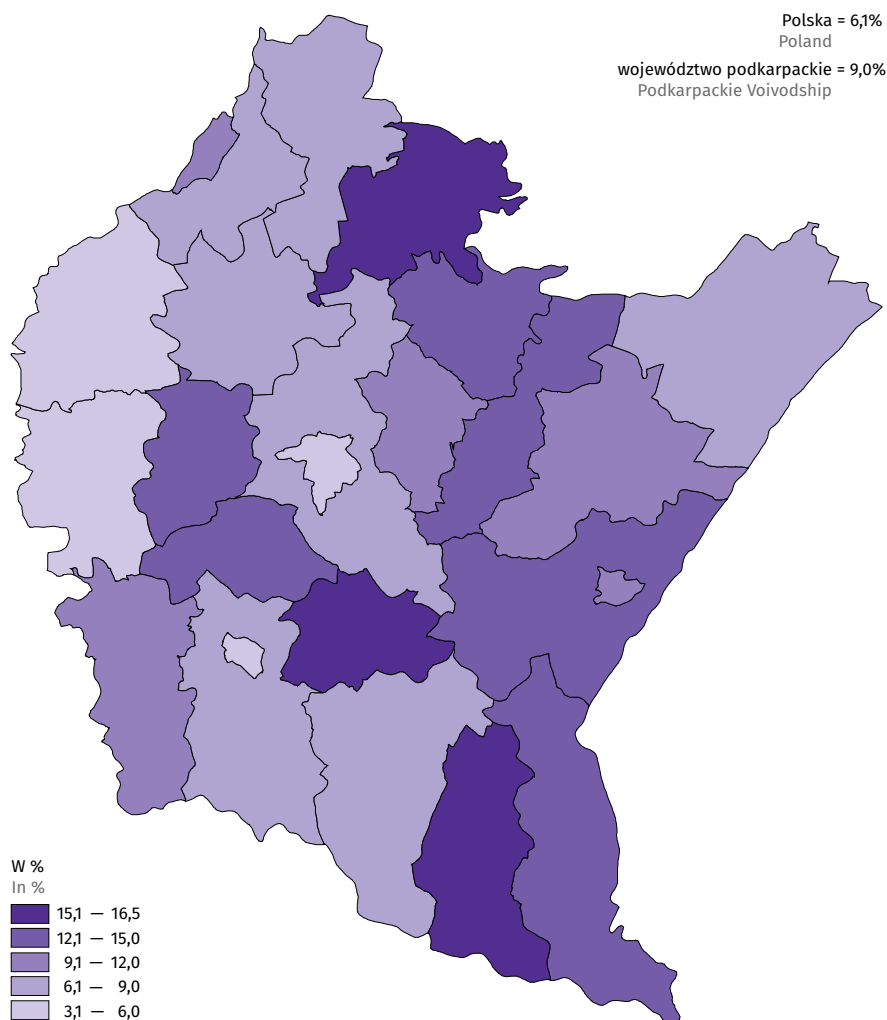 Polska = 6,1%
Poland
województwo podkarpackie = 9,0%
Podkarpackie Voivodship
W %
In %
15,1 — 16,5
12,1 — 15,0
9,1 — 12,0
6,1 — 9,0
3,1 — 6,0